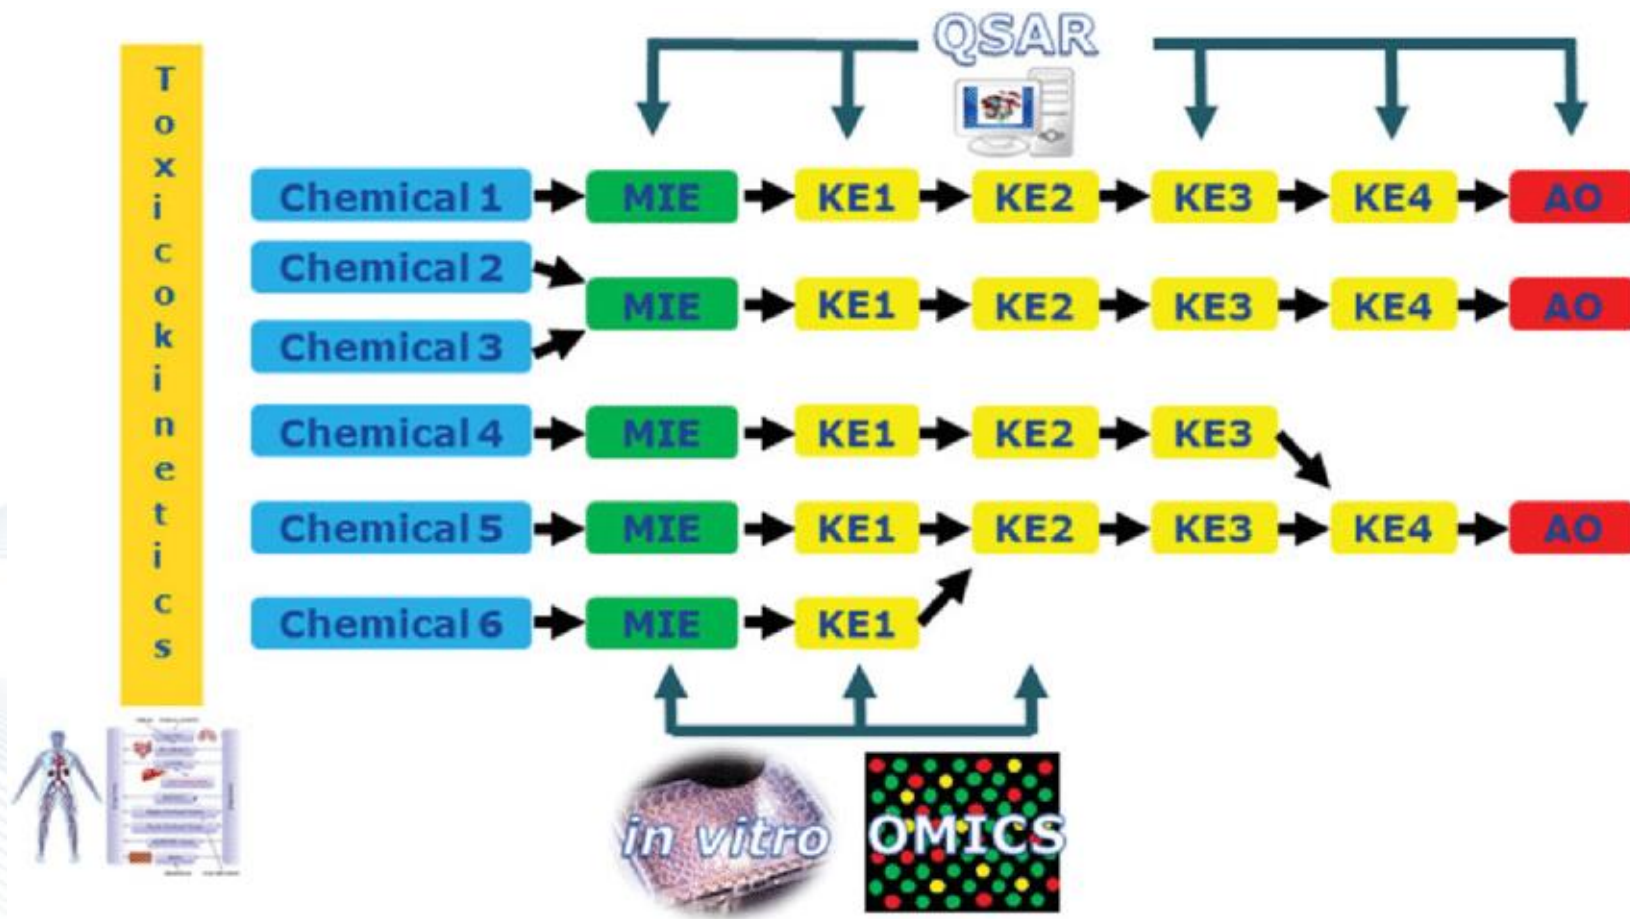 QSAR
Toxicokinetics
Chemical 1 MIE KE1 KE2 KE3 KE4 AO
Chemical 2
MIE KE1 KE2 KE3 KE4 AO
Chemical 3
Chemical 4 MIE KE1 KE2 KE3
Chemical 5 MIE KE1 KE2 KE3 KE4 AO
Chemical 6 MIE KE1
in vitro OMICS